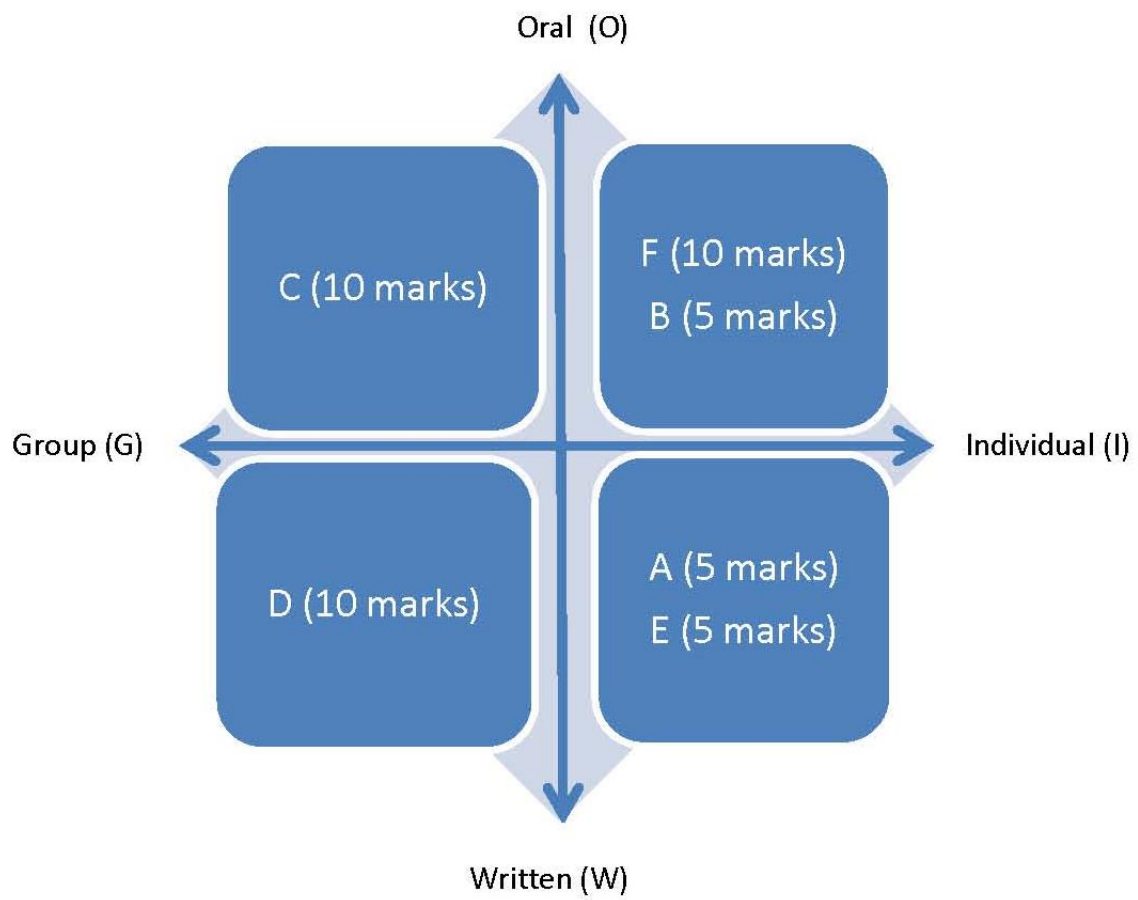 Oral (O)
C (10 marks)
F (10 marks)
B (5 marks)
Group (G)
Individual (I)
D (10 marks)
A (5 marks)
E (5 marks)
Written (W)